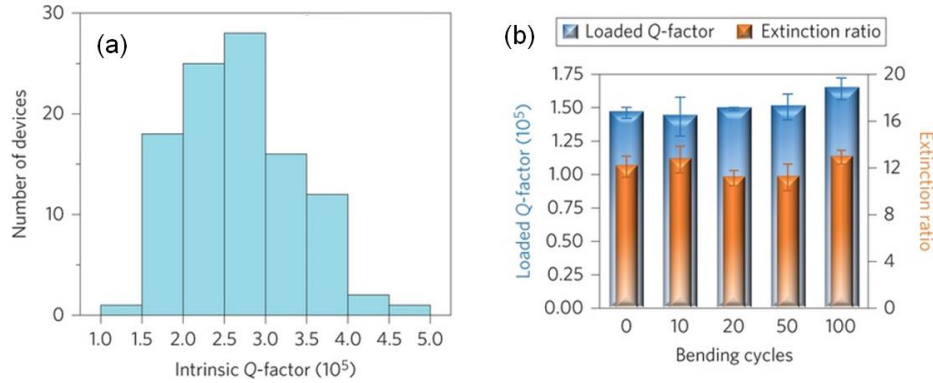 (a)
30
20
10
0
Number of devices
1.0 1.5 2.0 2.5 3.0 3.5 4.0 4.5 5.0
Intrinsic Q-factor (10⁵)
(b)
Loaded Q-factor Extinction ratio
1.75
1.50
1.25
1.00
0.75
0.50
0.25
0.00
Loaded Q-factor (10⁵)
20
16
12
8
4
0
Extinction ratio
0 10 20 50 100
Bending cycles